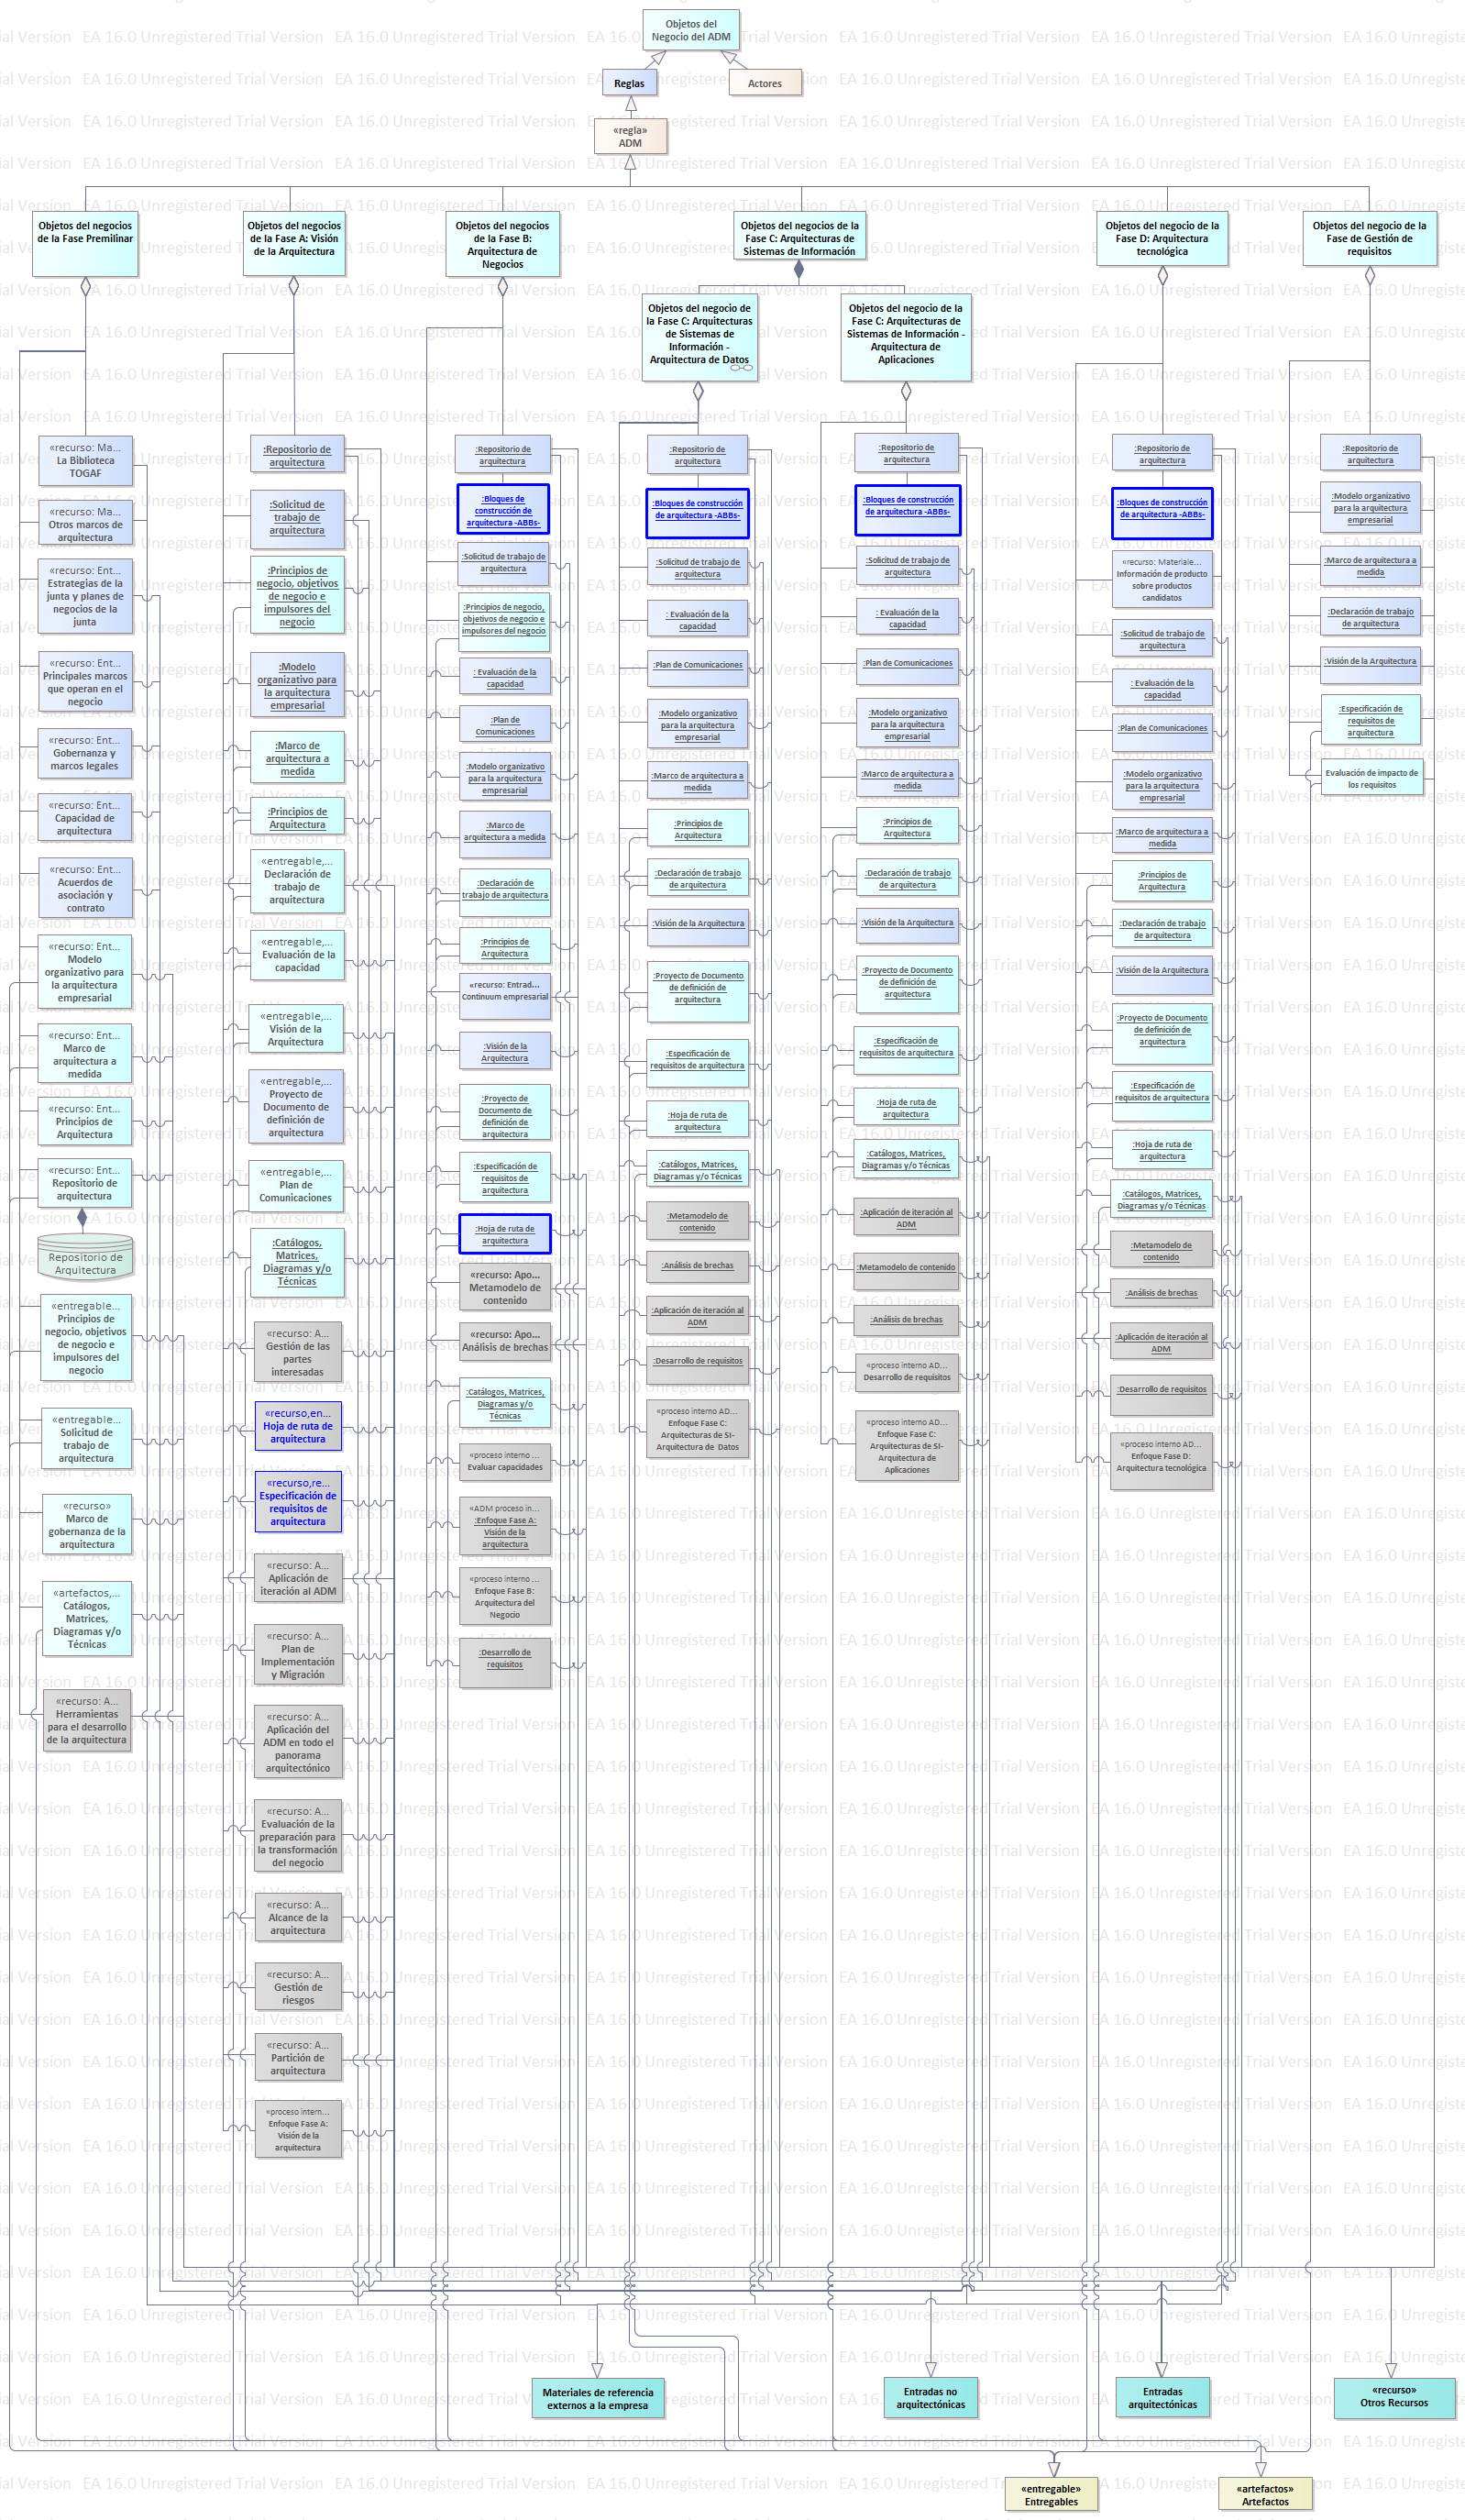 Objetos del
Negocio del ADM
Reglas
Actores
«regla»
ADM
Objetos del negocios
de la Fase Premilinar
Objetos del negocios
de la Fase A: Visión
de la Arquitectura
Objetos del negocios
de la Fase B:
Arquitectura de
Negocios
Objetos del negocios de la
Fase C: Arquitecturas de
Sistemas de Información
Objetos del negocio de la
Fase D: Arquitectura
tecnológica
Objetos del negocio de la
Fase de Gestión de
requisitos
Objetos del negocio de
la Fase C: Arquitecturas
de Sistemas de
Información -
Arquitectura de Datos
Objetos del negocio de la
Fase C: Arquitecturas de
Sistemas de Información -
Arquitectura de
Aplicaciones
«recurso: Ma...
La Biblioteca
TOGAF
«recurso: Ma...
Otros marcos de
arquitectura
«recurso: Ent...
Estrategias de la
junta y planes de
negocios de la
junta
«recurso: Ent...
Principales marcos
que operan en el
negocio
«recurso: Ent...
Gobernanza y
marcos legales
«recurso: Ent...
Capacidad de
arquitectura
«recurso: Ent...
Acuerdos de
asociación y
contrato
«recurso: Ent...
Modelo
organizativo para
la arquitectura
empresarial
«recurso: Ent...
Marco de
arquitectura a
medida
«recurso: Ent...
Principios de
Arquitectura
«recurso: Ent...
Repositorio de
arquitectura
Repositorio de
Arquitectura
«entregable...
Principios de
negocio, objetivos
de negocio e
impulsores del
negocio
«entregable...
Solicitud de
trabajo de
arquitectura
«recurso»
Marco de
gobernanza de la
arquitectura
«artefactos,...
Catálogos,
Matrices,
Diagramas y/o
Técnicas
«recurso: A...
Herramientas
para el desarrollo
de la arquitectura
:Repositorio de
arquitectura
:Solicitud de
trabajo de
arquitectura
:Principios de
negocio, objetivos
de negocio e
impulsores del
negocio
:Modelo
organizativo para
la arquitectura
empresarial
:Marco de
arquitectura a
medida
:Principios de
Arquitectura
«entregable,...
Declaración de
trabajo de
arquitectura
«entregable,...
Evaluación de la
capacidad
«entregable,...
Visión de la
Arquitectura
«entregable,...
Proyecto de
Documento de
definición de
arquitectura
«entregable,...
Plan de
Comunicaciones
:Catálogos,
Matrices,
Diagramas y/o
Técnicas
«recurso: A...
Gestión de las
partes
interesadas
«recurso,en...
Hoja de ruta de
arquitectura
«recurso,re...
Especificación de
requisitos de
arquitectura
«recurso: A...
Aplicación de
iteración al ADM
«recurso: A...
Plan de
Implementación
y Migración
«recurso: A...
Aplicación del
ADM en todo el
panorama
arquitectónico
«recurso: A...
Evaluación de la
preparación para
la transformación
del negocio
«recurso: A...
Alcance de la
arquitectura
«recurso: A...
Gestión de
riesgos
«recurso: A...
Partición de
arquitectura
«proceso intern...
Enfoque Fase A:
Visión de la
arquitectura
:Repositorio de
arquitectura
:Bloques de
construcción de
arquitectura -ABBs-
:Solicitud de trabajo de
arquitectura
:Principios de negocio,
objetivos de negocio e
impulsores del negocio
: Evaluación de la
capacidad
:Plan de
Comunicaciones
:Modelo organizativo
para la arquitectura
empresarial
:Marco de
arquitectura a medida
:Declaración de
trabajo de arquitectura
:Principios de
Arquitectura
«recurso: Entrad...
Continuum empresarial
:Visión de la
Arquitectura
:Proyecto de
Documento de
definición de
arquitectura
:Especificación de
requisitos de
arquitectura
:Hoja de ruta de
arquitectura
«recurso: Apo...
Metamodelo de
contenido
«recurso: Apo...
Análisis de brechas
:Catálogos, Matrices,
Diagramas y/o
Técnicas
«proceso interno ...
Evaluar capacidades
«ADM proceso in...
:Enfoque Fase A:
Visión de la
arquitectura
«proceso interno ...
Enfoque Fase B:
Arquitectura del
Negocio
:Desarrollo de
requisitos
:Repositorio de
arquitectura
:Bloques de construcción
de arquitectura -ABBs-
:Solicitud de trabajo de
arquitectura
: Evaluación de la
capacidad
:Plan de Comunicaciones
:Modelo organizativo
para la arquitectura
empresarial
:Marco de arquitectura a
medida
:Principios de
Arquitectura
:Declaración de trabajo
de arquitectura
:Visión de la Arquitectura
:Proyecto de Documento
de definición de
arquitectura
:Especificación de
requisitos de arquitectura
:Hoja de ruta de
arquitectura
:Catálogos, Matrices,
Diagramas y/o Técnicas
:Metamodelo de
contenido
:Análisis de brechas
:Aplicación de iteración al
ADM
:Desarrollo de requisitos
«proceso interno AD...
Enfoque Fase C:
Arquitecturas de SI-
Arquitectura de Datos
:Repositorio de
arquitectura
:Bloques de construcción
de arquitectura -ABBs-
:Solicitud de trabajo de
arquitectura
: Evaluación de la
capacidad
:Plan de Comunicaciones
:Modelo organizativo
para la arquitectura
empresarial
:Marco de arquitectura a
medida
:Principios de
Arquitectura
:Declaración de trabajo
de arquitectura
:Visión de la Arquitectura
:Proyecto de Documento
de definición de
arquitectura
:Especificación de
requisitos de arquitectura
:Hoja de ruta de
arquitectura
:Catálogos, Matrices,
Diagramas y/o Técnicas
:Aplicación de iteración al
ADM
:Metamodelo de contenido
:Análisis de brechas
«proceso interno AD...
Desarrollo de requisitos
«proceso interno AD...
Enfoque Fase C:
Arquitecturas de SI-
Arquitectura de
Aplicaciones
:Repositorio de
arquitectura
:Bloques de construcción
de arquitectura -ABBs-
«recurso: Materiale...
Información de producto
sobre productos
candidatos
:Solicitud de trabajo de
arquitectura
: Evaluación de la
capacidad
:Plan de Comunicaciones
:Modelo organizativo
para la arquitectura
empresarial
:Marco de arquitectura a
medida
:Principios de
Arquitectura
:Declaración de trabajo
de arquitectura
:Visión de la Arquitectura
:Proyecto de Documento
de definición de
arquitectura
:Especificación de
requisitos de arquitectura
:Hoja de ruta de
arquitectura
:Catálogos, Matrices,
Diagramas y/o Técnicas
:Metamodelo de
contenido
:Análisis de brechas
:Aplicación de iteración al
ADM
:Desarrollo de requisitos
«proceso interno AD...
Enfoque Fase D:
Arquitectura tecnológica
:Repositorio de
arquitectura
:Modelo organizativo
para la arquitectura
empresarial
:Marco de arquitectura a
medida
:Declaración de trabajo
de arquitectura
:Visión de la Arquitectura
:Especificación de
requisitos de
arquitectura
Evaluación de impacto de
los requisitos
Materiales de referencia
externos a la empresa
Entradas no
arquitectónicas
Entradas
arquitectónicas
«recurso»
Otros Recursos
«entregable»
Entregables
«artefactos»
Artefactos
EA 16.0 Unregistered Trial Version